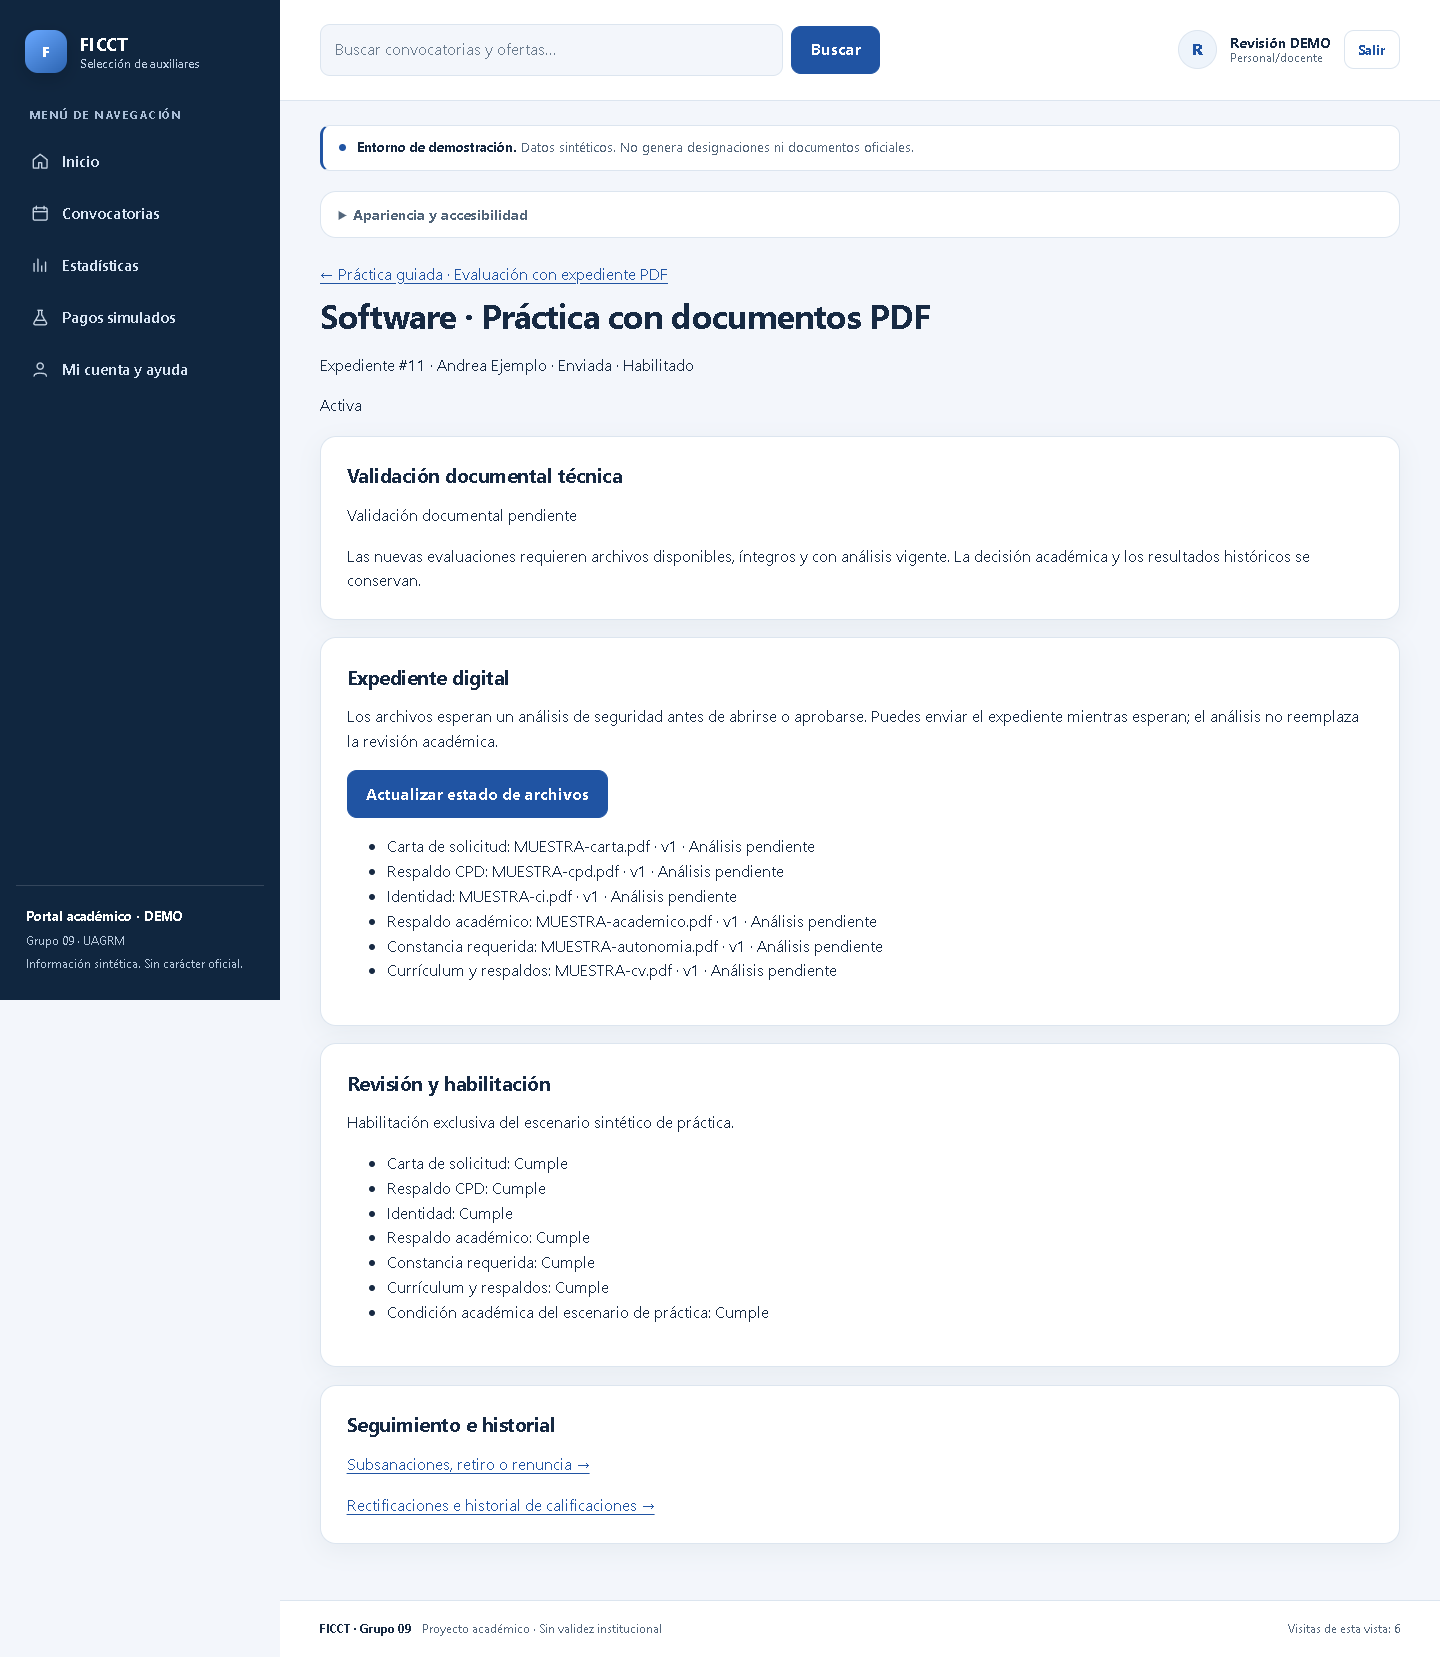 F
FICCT
Selección de auxiliares
MENÚ DE NAVEGACIÓN
Inicio
Convocatorias
Estadísticas
Pagos simulados
Mi cuenta y ayuda
Portal académico · DEMO
Grupo 09 · UAGRM
Información sintética. Sin carácter oficial.
Buscar convocatorias y ofertas...
Buscar
R
Revisión DEMO
Personal/docente
Salir
Entorno de demostración. Datos sintéticos. No genera designaciones ni documentos oficiales.
▶ Apariencia y accesibilidad
← Práctica guiada · Evaluación con expediente PDF
Software · Práctica con documentos PDF
Expediente #11 · Andrea Ejemplo · Enviada · Habilitado
Activa
Validación documental técnica
Validación documental pendiente
Las nuevas evaluaciones requieren archivos disponibles, íntegros y con análisis vigente. La decisión académica y los resultados históricos se
conservan.
Expediente digital
Los archivos esperan un análisis de seguridad antes de abrirse o aprobarse. Puedes enviar el expediente mientras esperan; el análisis no reemplaza
la revisión académica.
Actualizar estado de archivos
• Carta de solicitud: MUESTRA-carta.pdf · v1 · Análisis pendiente
• Respaldo CPD: MUESTRA-cpd.pdf · v1 · Análisis pendiente
• Identidad: MUESTRA-ci.pdf · v1 · Análisis pendiente
• Respaldo académico: MUESTRA-academico.pdf · v1 · Análisis pendiente
• Constancia requerida: MUESTRA-autonomia.pdf · v1 · Análisis pendiente
• Currículum y respaldos: MUESTRA-cv.pdf · v1 · Análisis pendiente
Revisión y habilitación
Habilitación exclusiva del escenario sintético de práctica.
• Carta de solicitud: Cumple
• Respaldo CPD: Cumple
• Identidad: Cumple
• Respaldo académico: Cumple
• Constancia requerida: Cumple
• Currículum y respaldos: Cumple
• Condición académica del escenario de práctica: Cumple
Seguimiento e historial
Subsanaciones, retiro o renuncia →
Rectificaciones e historial de calificaciones →
FICCT · Grupo 09 Proyecto académico · Sin validez institucional
Visitas de esta vista: 6